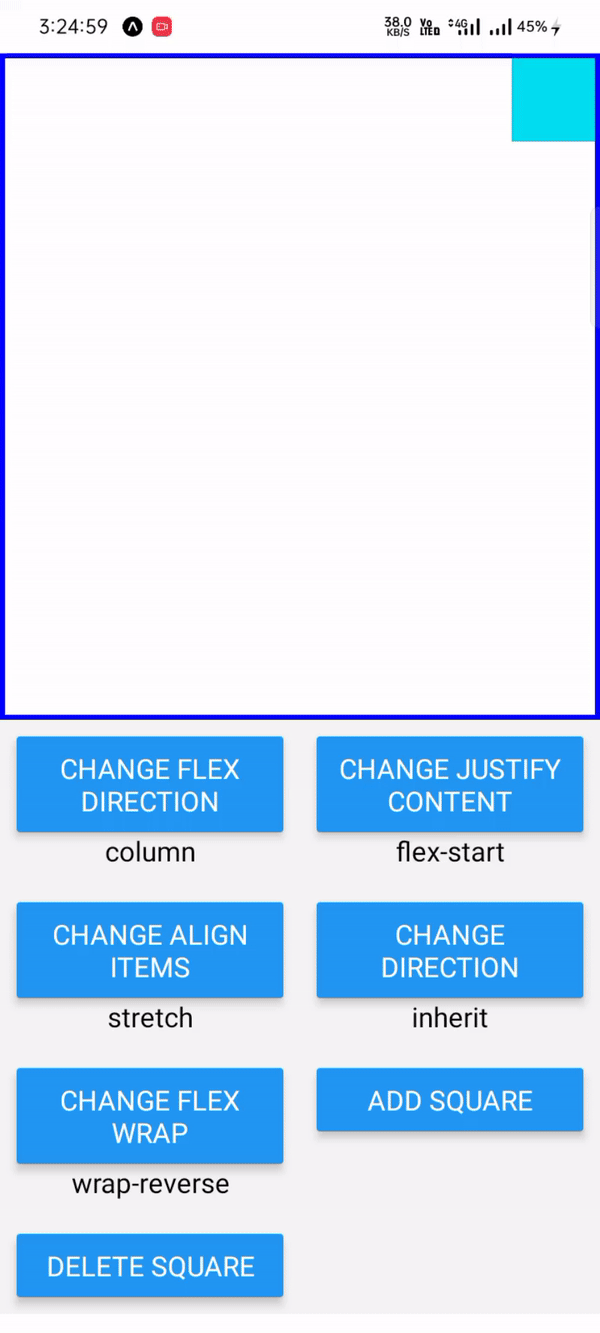 3:24:59 38.0 KB/S Vo LTE 4G 45%
CHANGE FLEX
DIRECTION
column
CHANGE JUSTIFY
CONTENT
flex-start
CHANGE ALIGN
ITEMS
stretch
CHANGE
DIRECTION
inherit
CHANGE FLEX
WRAP
wrap-reverse
ADD SQUARE
DELETE SQUARE